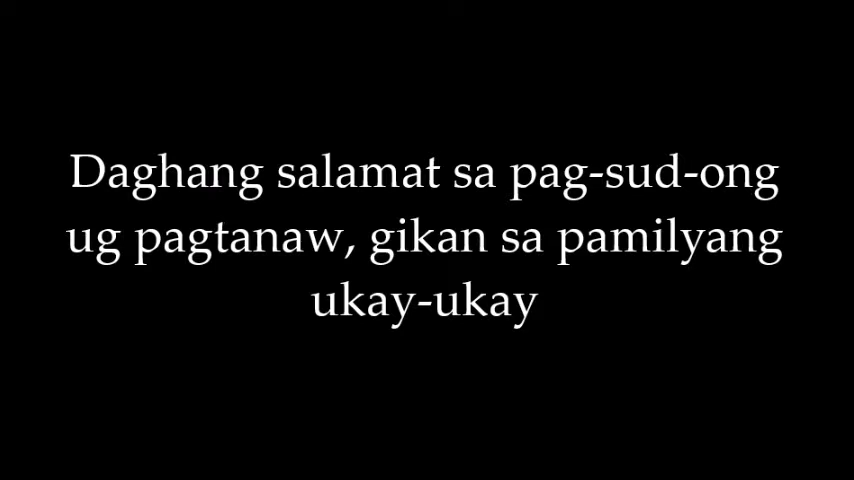 Daghang salamat sa pag-sud-ong
ug pagtanaw, gikan sa pamilyang
ukay-ukay